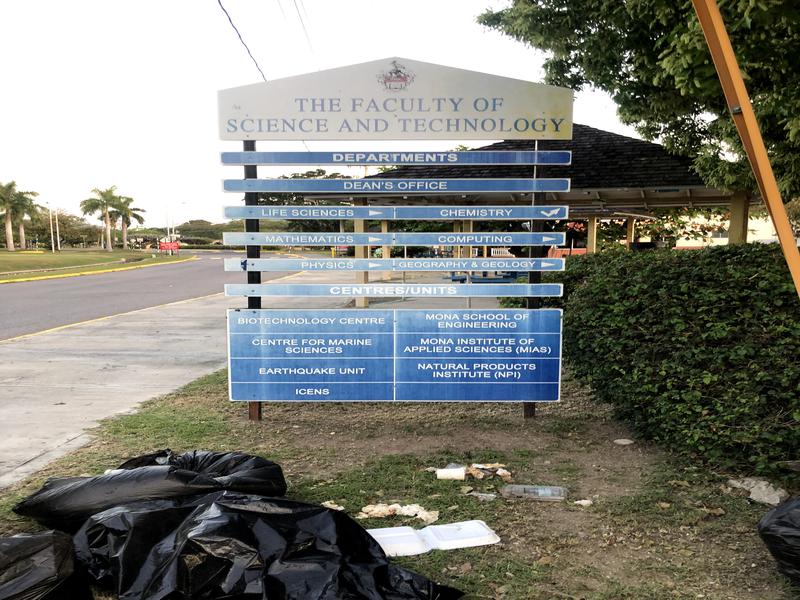 THE FACULTY OF
SCIENCE AND TECHNOLOGY
DEPARTMENTS
DEAN'S OFFICE
LIFE SCIENCES CHEMISTRY
MATHEMATICS COMPUTING
PHYSICS GEOGRAPHY & GEOLOGY
CENTRES/UNITS
BIOTECHNOLOGY CENTRE
MONA SCHOOL OF
ENGINEERING
CENTRE FOR MARINE
SCIENCES
MONA INSTITUTE OF
APPLIED SCIENCES (MIAS)
EARTHQUAKE UNIT
NATURAL PRODUCTS
INSTITUTE (NPI)
ICENS